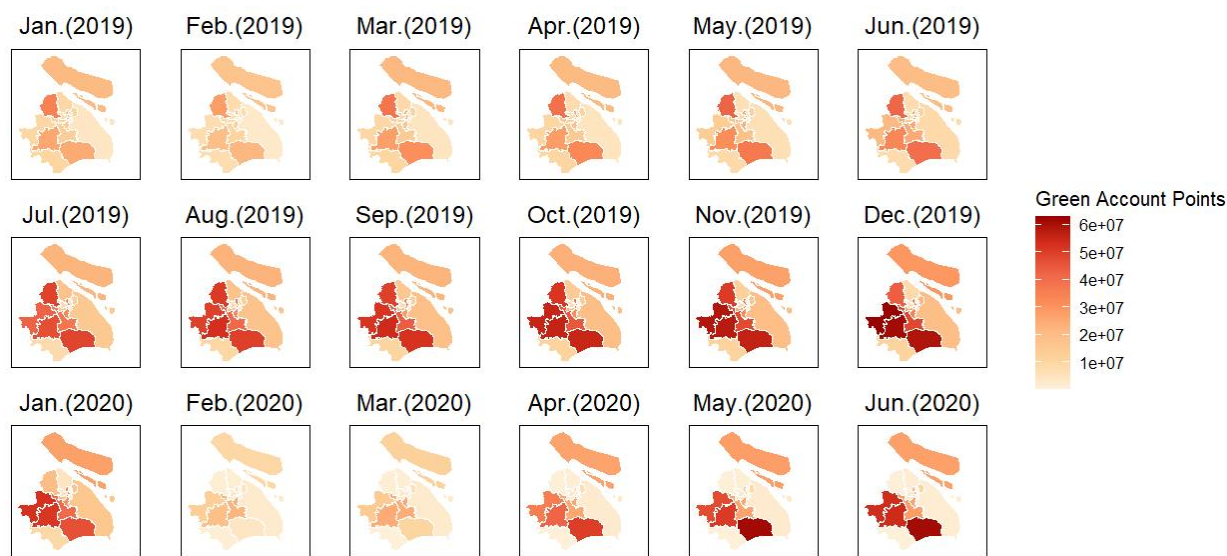 Jan.(2019) Feb.(2019) Mar.(2019) Apr.(2019) May.(2019) Jun.(2019)
Green Account Points
Jul.(2019) Aug.(2019) Sep.(2019) Oct.(2019) Nov.(2019) Dec.(2019)
6e+07
5e+07
4e+07
3e+07
2e+07
1e+07
Jan.(2020) Feb.(2020) Mar.(2020) Apr.(2020) May.(2020) Jun.(2020)